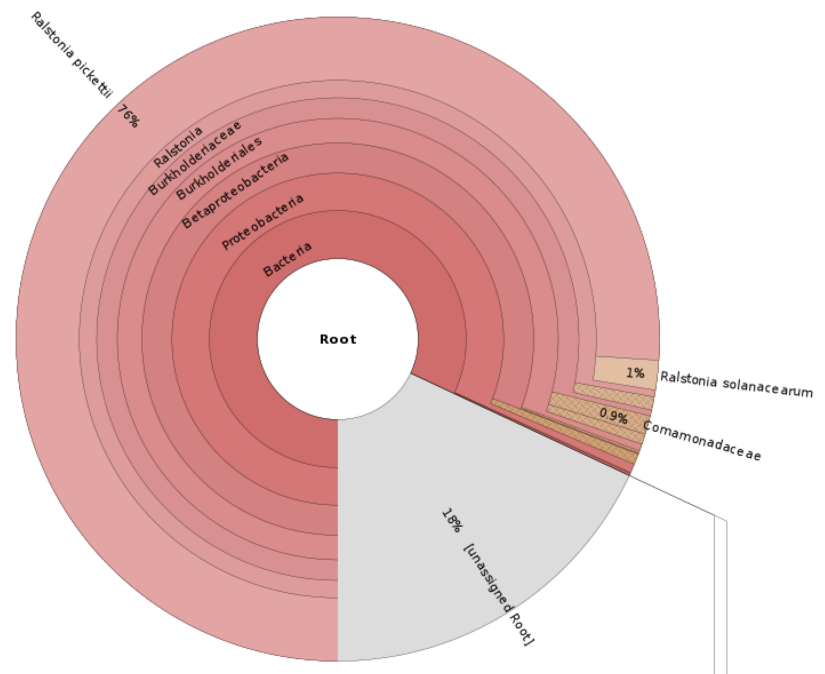 Ralstonia pickettii 76%
Ralstonia
Burkholderiaceae
Burkholderiales
Betaproteobacteria
Proteobacteria
Bacteria
Root
1% Ralstonia solanacearum
0.9% Comamonadaceae
18% [unassigned Root]